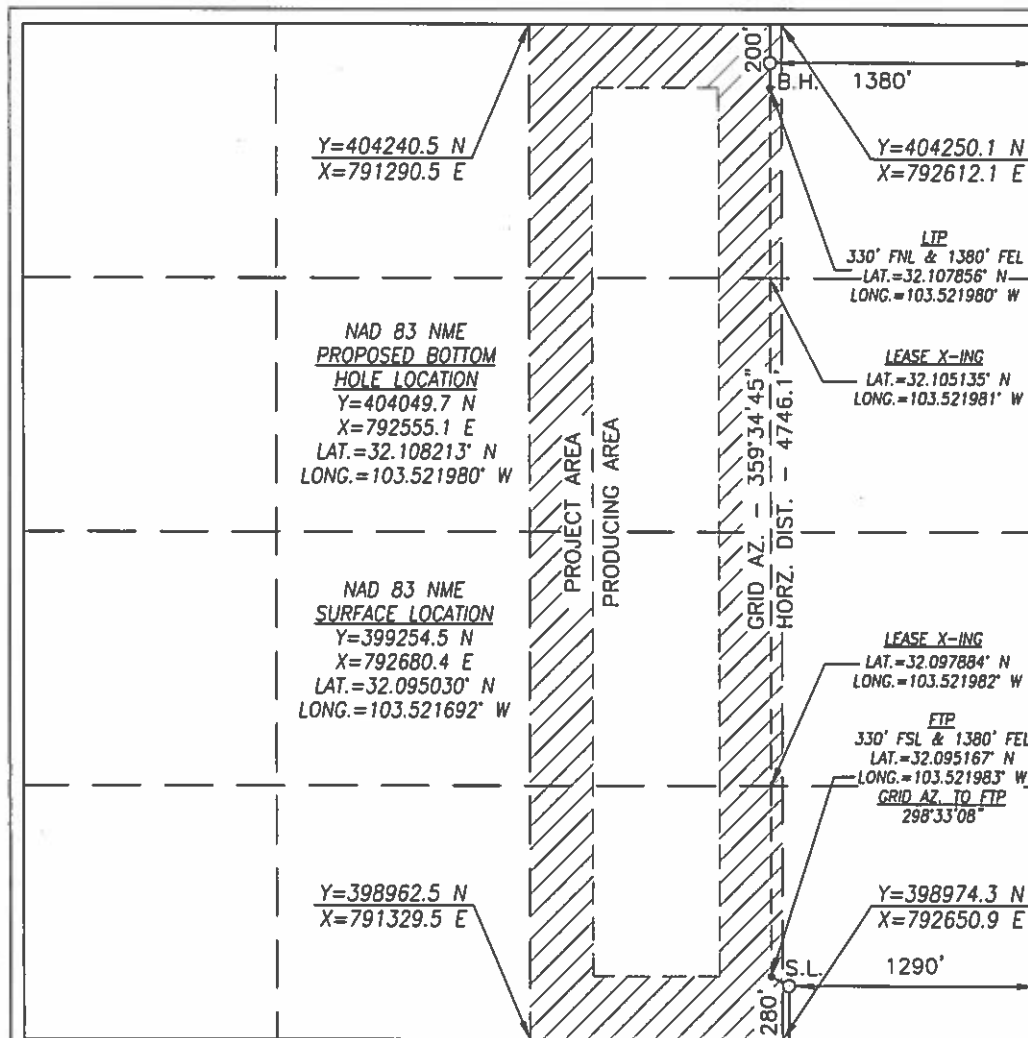 200'
B.H.
1380'
Y=404240.5 N
X=791290.5 E
Y=404250.1 N
X=792612.1 E
LTP
330' FNL & 1380' FEL
LAT.=32.107856° N
LONG.=103.521980° W
NAD 83 NME
PROPOSED BOTTOM
HOLE LOCATION
Y=404049.7 N
X=792555.1 E
LAT.=32.108213° N
LONG.=103.521980° W
LEASE X-ING
LAT.=32.105135° N
LONG.=103.521981° W
PROJECT AREA
PRODUCING AREA
GRID AZ. - 359°34'45"
HORZ. DIST. - 4746.1'
NAD 83 NME
SURFACE LOCATION
Y=399254.5 N
X=792680.4 E
LAT.=32.095030° N
LONG.=103.521692° W
LEASE X-ING
LAT.=32.097884° N
LONG.=103.521982° W
FTP
330' FSL & 1380' FEL
LAT.=32.095167° N
LONG.=103.521983° W
GRID AZ. TO FTP
298°33'08"
Y=398962.5 N
X=791329.5 E
Y=398974.3 N
X=792650.9 E
S.L.
1290'
280'